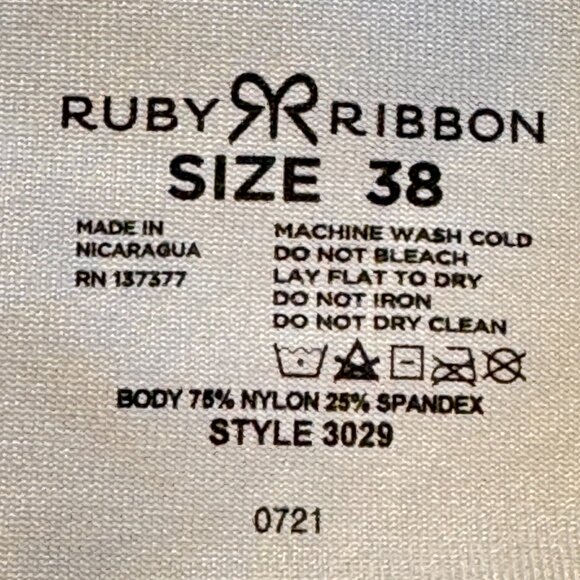 RUBY RIBBON
SIZE 38
MADE IN
NICARAGUA
RN 137377
MACHINE WASH COLD
DO NOT BLEACH
LAY FLAT TO DRY
DO NOT IRON
DO NOT DRY CLEAN
BODY 75% NYLON 25% SPANDEX
STYLE 3029
0721